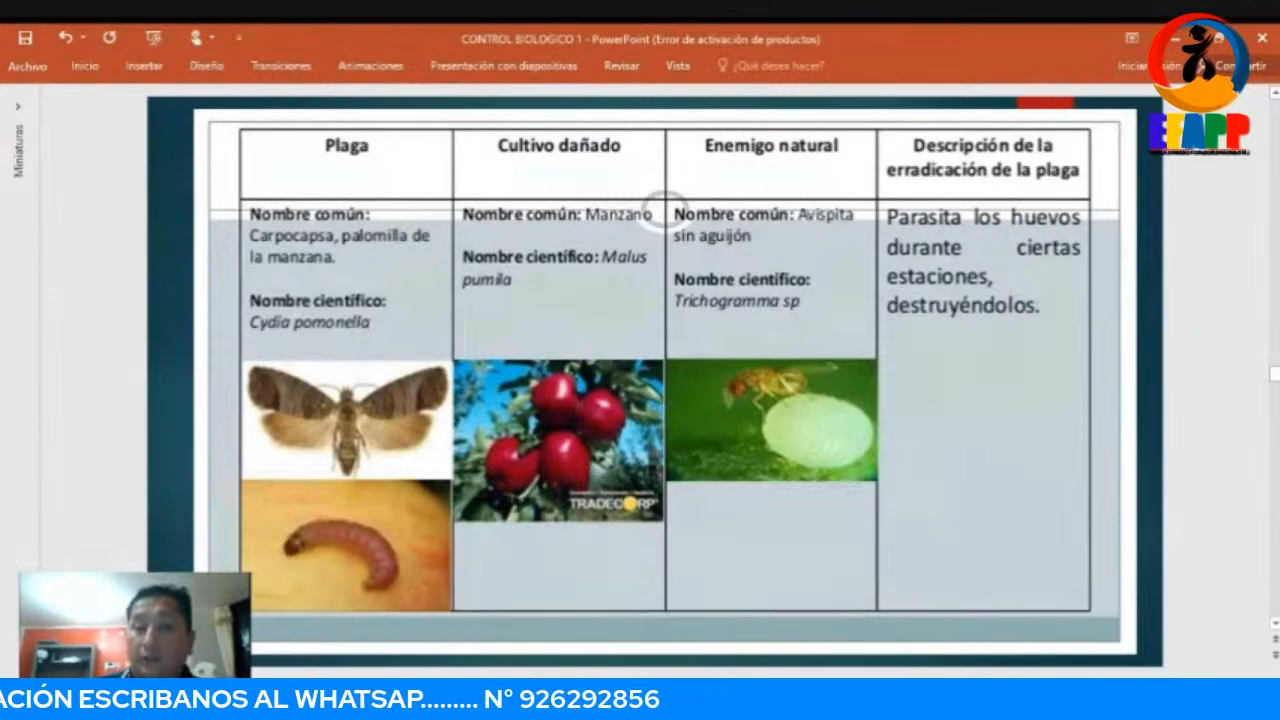 CONTROL BIOLOGICO 1 - PowerPoint (Error de activación de productos)
Archivo Inicio Insertar Diseño Transiciones Animaciones Presentación con diapositivas Revisar Vista ¿Qué desea hacer?
EFAPP
Miniaturas
Plaga
Cultivo dañado
Enemigo natural
Descripción de la
erradicación de la plaga
Nombre común:
Carpocapsa, palomilla de
la manzana.
Nombre científico:
Cydia pomonella
Nombre común: Manzano
Nombre científico: Malus
pumila
Nombre común: Avispita
sin aguijón
Nombre científico:
Trichogramma sp
Parasita los huevos
durante ciertas
estaciones,
destruyéndolos.
TRADECORP
ACIÓN ESCRIBANOS AL WHATSAP......... N° 926292856